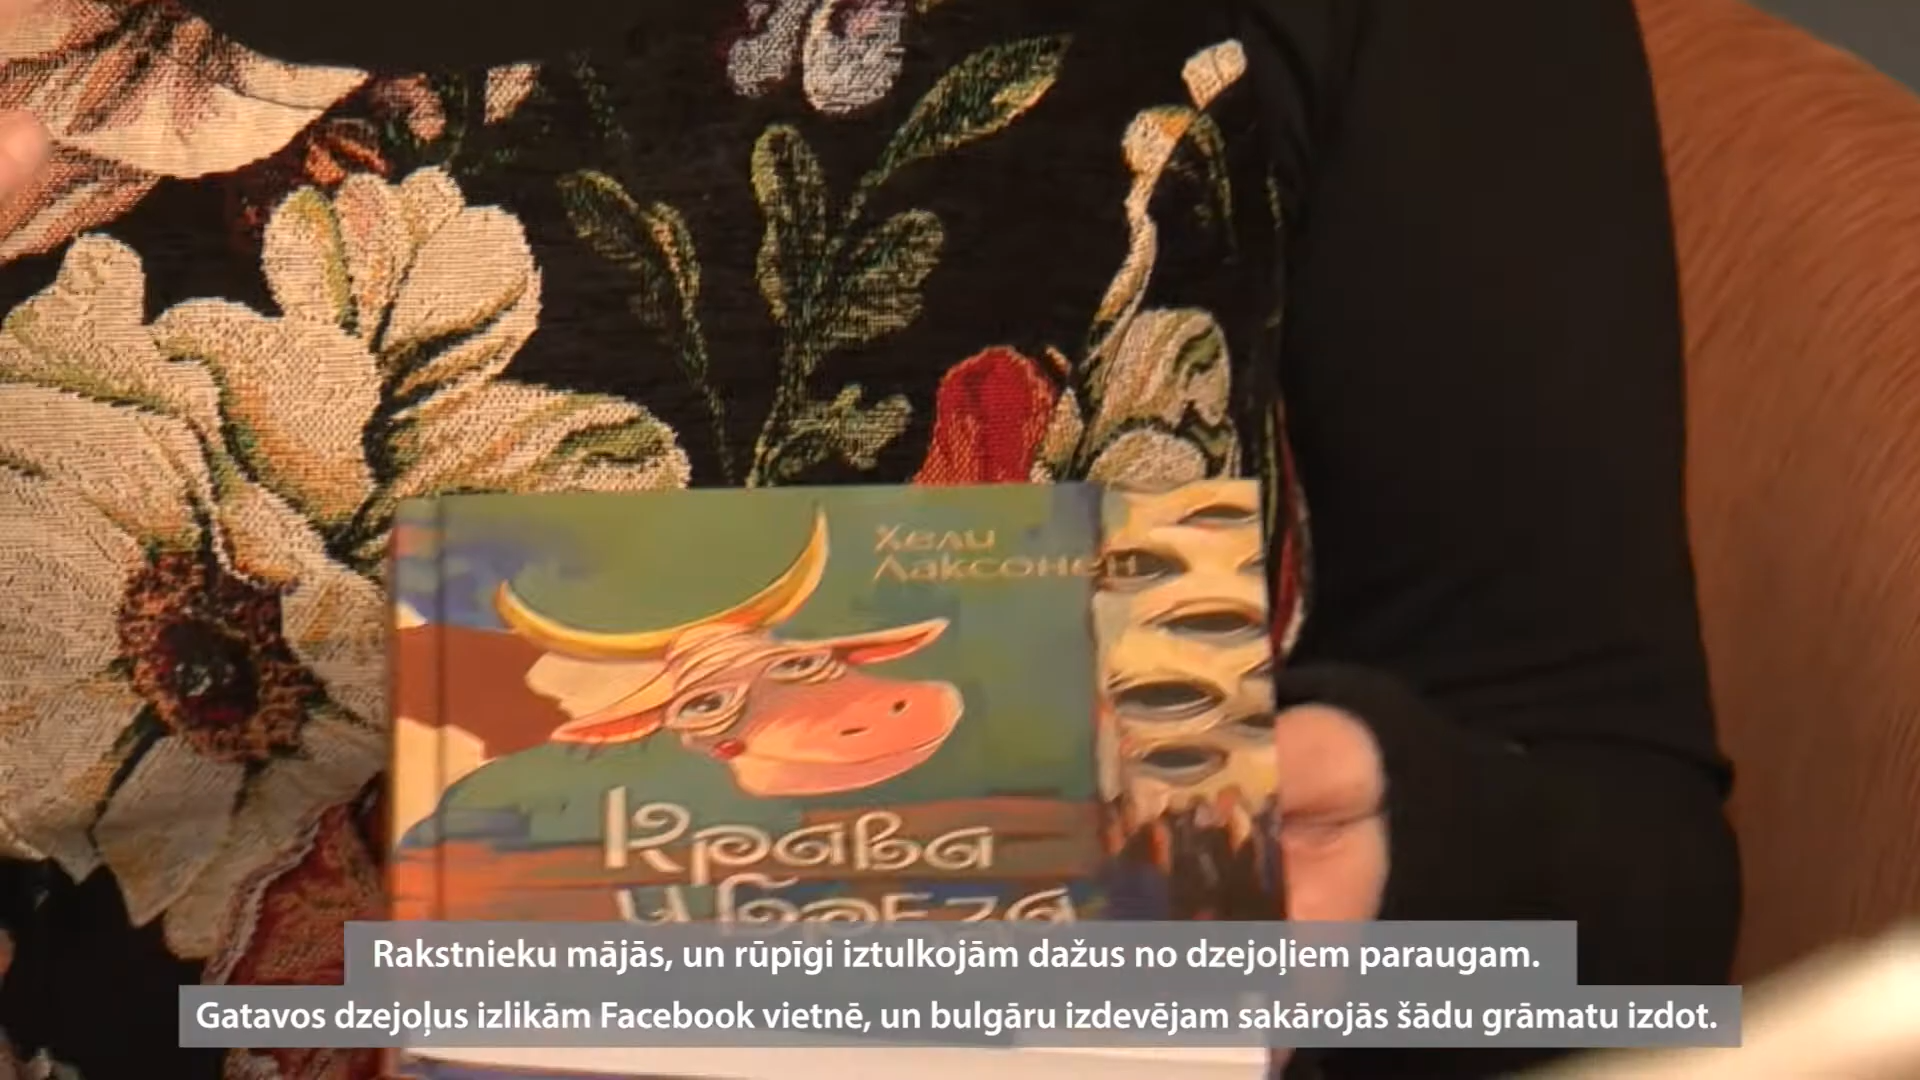 Хели
Лаксонен
Крава
и бреза
Rakstnieku mājās, un rūpīgi iztulkojām dažus no dzejoļiem paraugam.
Gatavos dzejoļus izlikām Facebook vietnē, un bulgāru izdevējam sakārojās šādu grāmatu izdot.